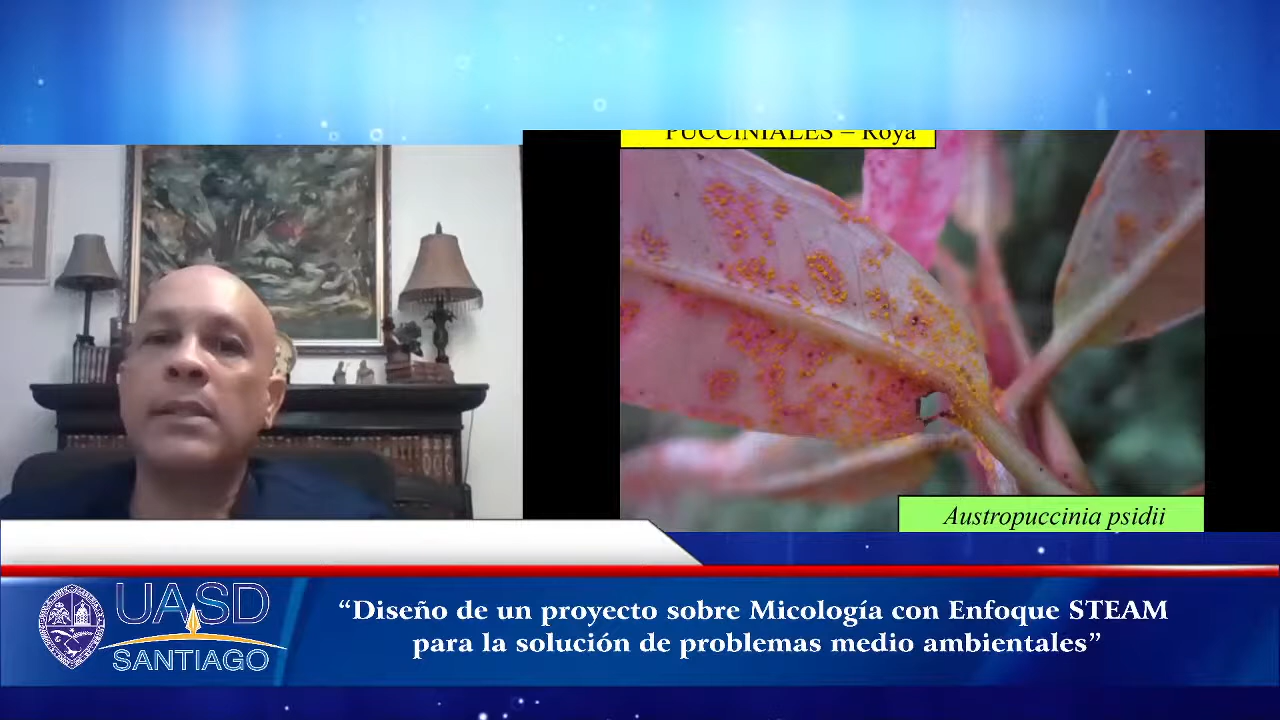 PUCCINIALES – Roya
Austropuccinia psidii
UASD
SANTIAGO
“Diseño de un proyecto sobre Micología con Enfoque STEAM
para la solución de problemas medio ambientales”